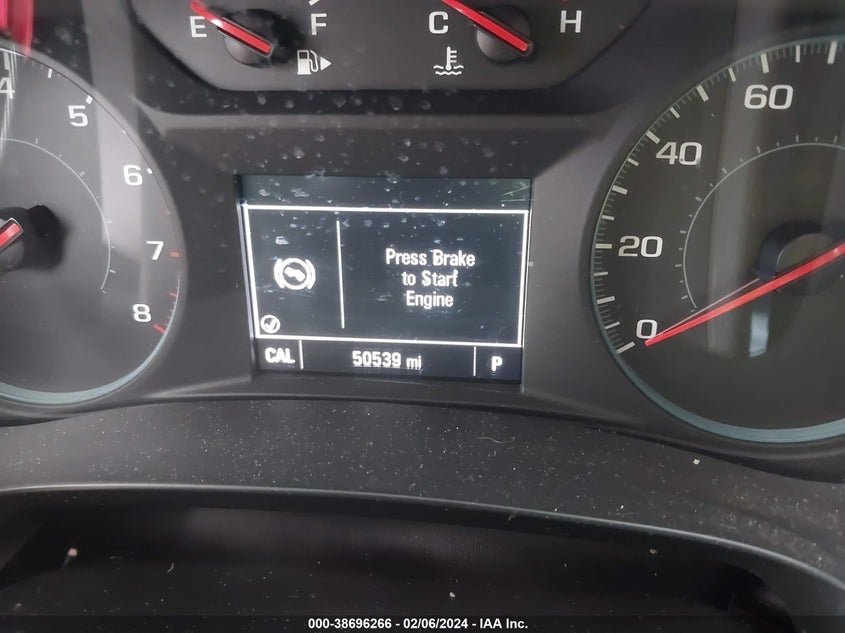 E F C H
4 5 6 7 8
Press Brake
to Start
Engine
CAL 50539 mi P
60
40
20
0
000-38696266 - 02/06/2024 - IAA Inc.